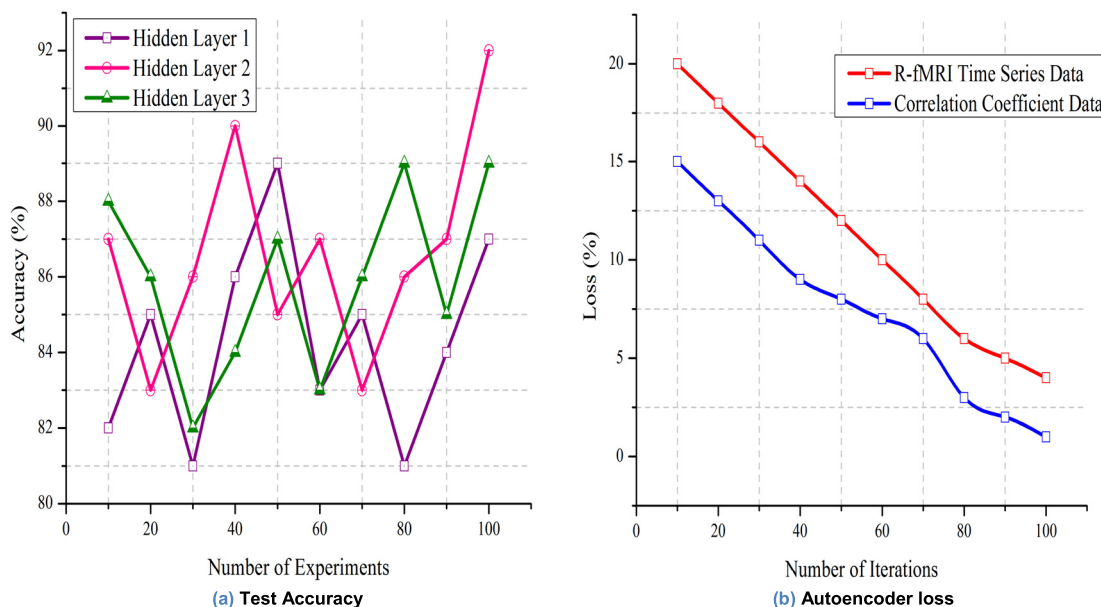 Hidden Layer 1
Hidden Layer 2
Hidden Layer 3
92
90
88
86
84
82
80
Accuracy (%)
0 20 40 60 80 100
Number of Experiments
(a) Test Accuracy
R-fMRI Time Series Data
Correlation Coefficient Data
20
15
10
5
0
Loss (%)
0 20 40 60 80 100
Number of Iterations
(b) Autoencoder loss